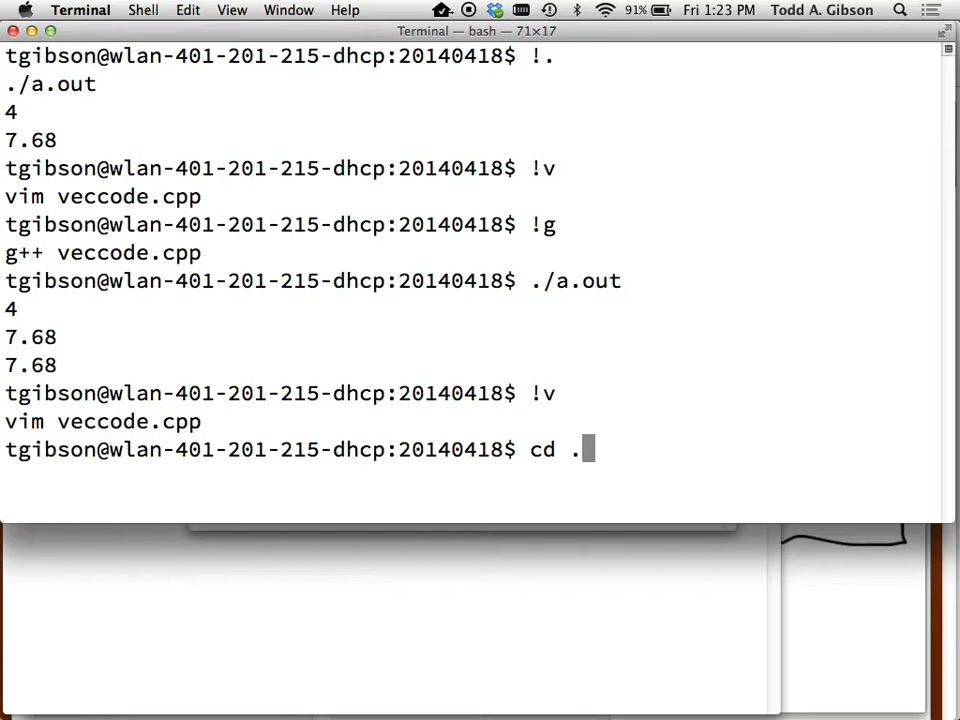 Terminal Shell Edit View Window Help 91% Fri 1:23 PM Todd A. Gibson
Terminal — bash — 71×17
tgibson@wlan-401-201-215-dhcp:20140418$ !.
./a.out
4
7.68
tgibson@wlan-401-201-215-dhcp:20140418$ !v
vim veccode.cpp
tgibson@wlan-401-201-215-dhcp:20140418$ !g
g++ veccode.cpp
tgibson@wlan-401-201-215-dhcp:20140418$ ./a.out
4
7.68
7.68
tgibson@wlan-401-201-215-dhcp:20140418$ !v
vim veccode.cpp
tgibson@wlan-401-201-215-dhcp:20140418$ cd .